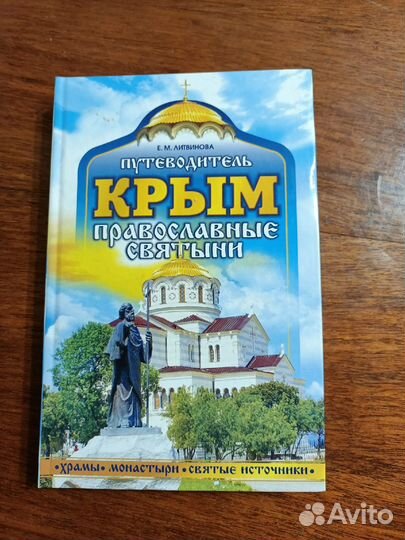 Е. М. ЛИТВИНОВА
ПУТЕВОДИТЕЛЬ
КРЫМ
ПРАВОСЛАВНЫЕ
СВЯТЫНИ
•ХРАМЫ• МОНАСТЫРИ •СВЯТЫЕ ИСТОЧНИКИ•
Avito